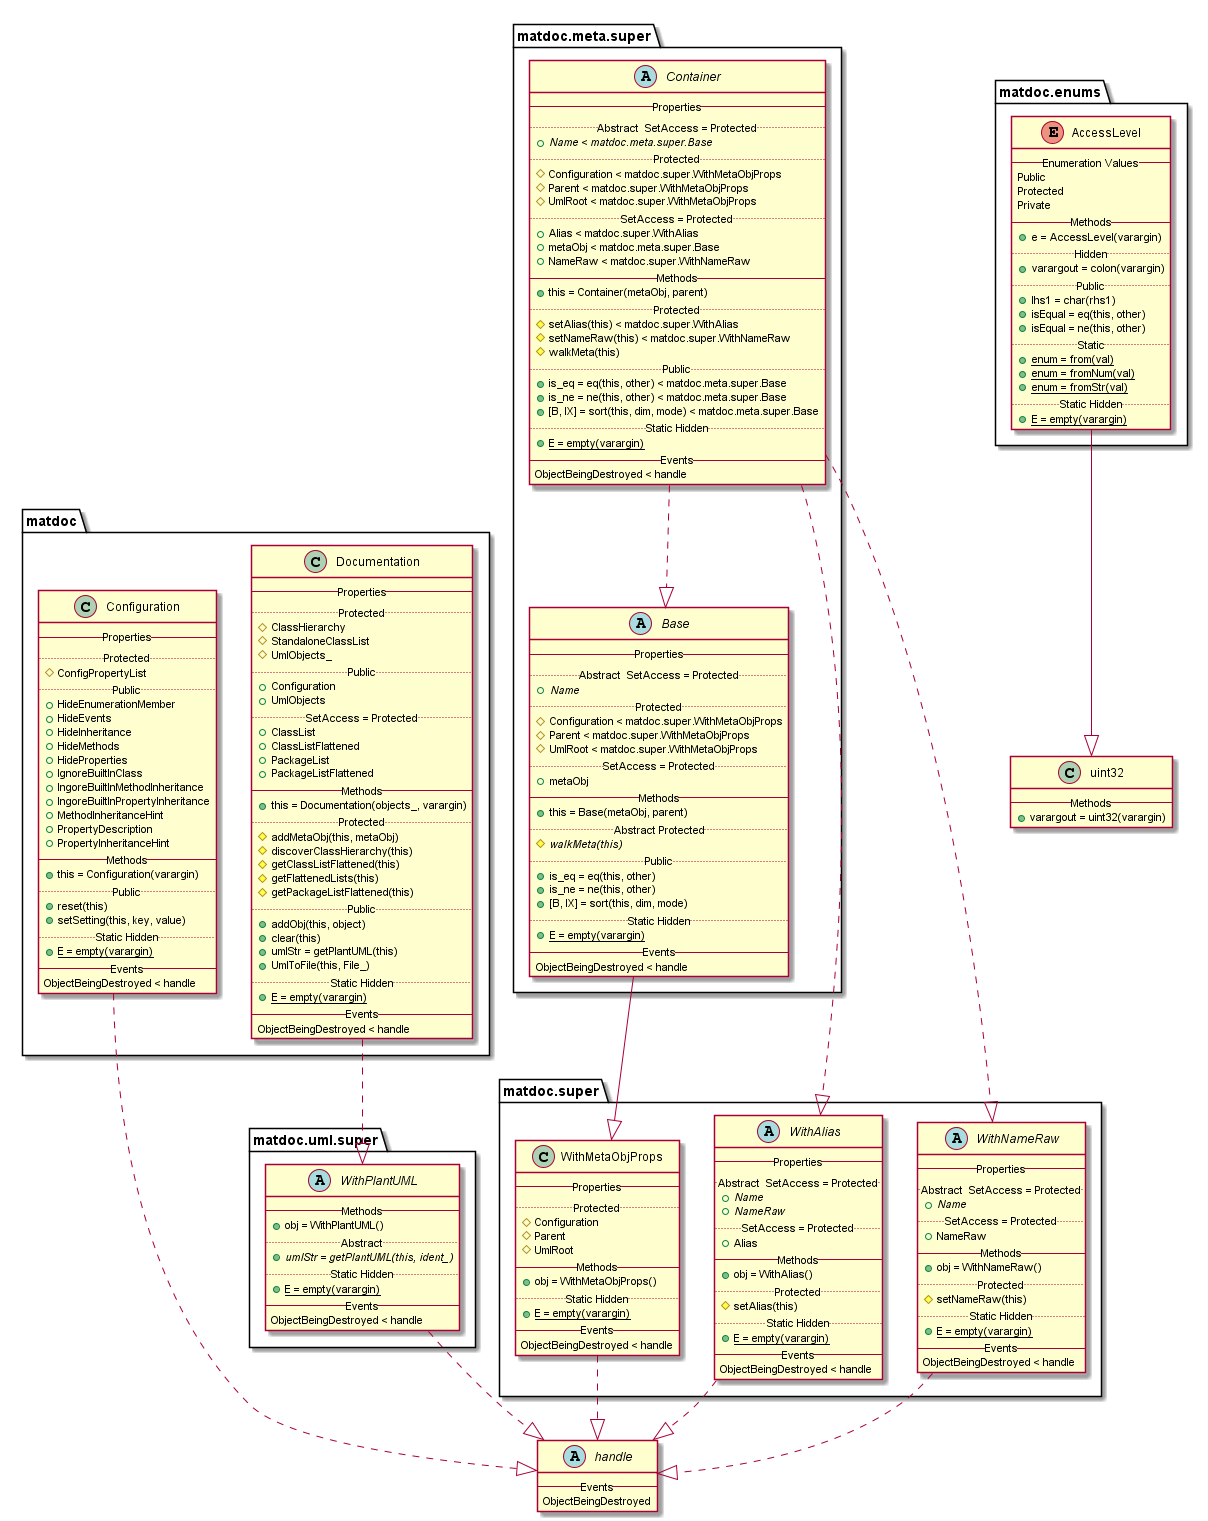 matdoc.meta.super
A Container
Properties
Abstract SetAccess = Protected
Name < matdoc.meta.super.Base
Protected
Configuration < matdoc.super.WithMetaObjProps
Parent < matdoc.super.WithMetaObjProps
UmlRoot < matdoc.super.WithMetaObjProps
SetAccess = Protected
Alias < matdoc.super.WithAlias
metaObj < matdoc.meta.super.Base
NameRaw < matdoc.super.WithNameRaw
Methods
this = Container(metaObj, parent)
Protected
setAlias(this) < matdoc.super.WithAlias
setNameRaw(this) < matdoc.super.WithNameRaw
walkMeta(this)
Public
is_eq = eq(this, other) < matdoc.meta.super.Base
is_ne = ne(this, other) < matdoc.meta.super.Base
[B, IX] = sort(this, dim, mode) < matdoc.meta.super.Base
Static Hidden
E = empty(varargin)
Events
ObjectBeingDestroyed < handle
matdoc.enums
E AccessLevel
Enumeration Values
Public
Protected
Private
Methods
e = AccessLevel(varargin)
Hidden
varargout = colon(varargin)
Public
lhs1 = char(rhs1)
isEqual = eq(this, other)
isEqual = ne(this, other)
Static
enum = from(val)
enum = fromNum(val)
enum = fromStr(val)
Static Hidden
E = empty(varargin)
matdoc
C Configuration
Properties
Protected
ConfigPropertyList
Public
HideEnumerationMember
HideEvents
HideInheritance
HideMethods
HideProperties
IgnoreBuiltInClass
IngoreBuiltInMethodInheritance
IngoreBuiltInPropertyInheritance
MethodInheritanceHint
PropertyDescription
PropertyInheritanceHint
Methods
this = Configuration(varargin)
Public
reset(this)
setSetting(this, key, value)
Static Hidden
E = empty(varargin)
Events
ObjectBeingDestroyed < handle
C Documentation
Properties
Protected
ClassHierarchy
StandaloneClassList
UmlObjects_
Public
Configuration
UmlObjects
SetAccess = Protected
ClassList
ClassListFlattened
PackageList
PackageListFlattened
Methods
this = Documentation(objects_, varargin)
Protected
addMetaObj(this, metaObj)
discoverClassHierarchy(this)
getClassListFlattened(this)
getFlattenedLists(this)
getPackageListFlattened(this)
Public
addObj(this, object)
clear(this)
umlStr = getPlantUML(this)
UmlToFile(this, File_)
Static Hidden
E = empty(varargin)
Events
ObjectBeingDestroyed < handle
A Base
Properties
Abstract SetAccess = Protected
Name
Protected
Configuration < matdoc.super.WithMetaObjProps
Parent < matdoc.super.WithMetaObjProps
UmlRoot < matdoc.super.WithMetaObjProps
SetAccess = Protected
metaObj
Methods
this = Base(metaObj, parent)
Abstract Protected
walkMeta(this)
Public
is_eq = eq(this, other)
is_ne = ne(this, other)
[B, IX] = sort(this, dim, mode)
Static Hidden
E = empty(varargin)
Events
ObjectBeingDestroyed < handle
C uint32
Methods
varargout = uint32(varargin)
matdoc.uml.super
A WithPlantUML
Methods
obj = WithPlantUML()
Abstract
umlStr = getPlantUML(this, ident_)
Static Hidden
E = empty(varargin)
Events
ObjectBeingDestroyed < handle
matdoc.super
C WithMetaObjProps
Properties
Protected
Configuration
Parent
UmlRoot
Methods
obj = WithMetaObjProps()
Static Hidden
E = empty(varargin)
Events
ObjectBeingDestroyed < handle
A WithAlias
Properties
Abstract SetAccess = Protected
Name
NameRaw
SetAccess = Protected
Alias
Methods
obj = WithAlias()
Protected
setAlias(this)
Static Hidden
E = empty(varargin)
Events
ObjectBeingDestroyed < handle
A WithNameRaw
Properties
Abstract SetAccess = Protected
Name
SetAccess = Protected
NameRaw
Methods
obj = WithNameRaw()
Protected
setNameRaw(this)
Static Hidden
E = empty(varargin)
Events
ObjectBeingDestroyed < handle
A handle
Events
ObjectBeingDestroyed